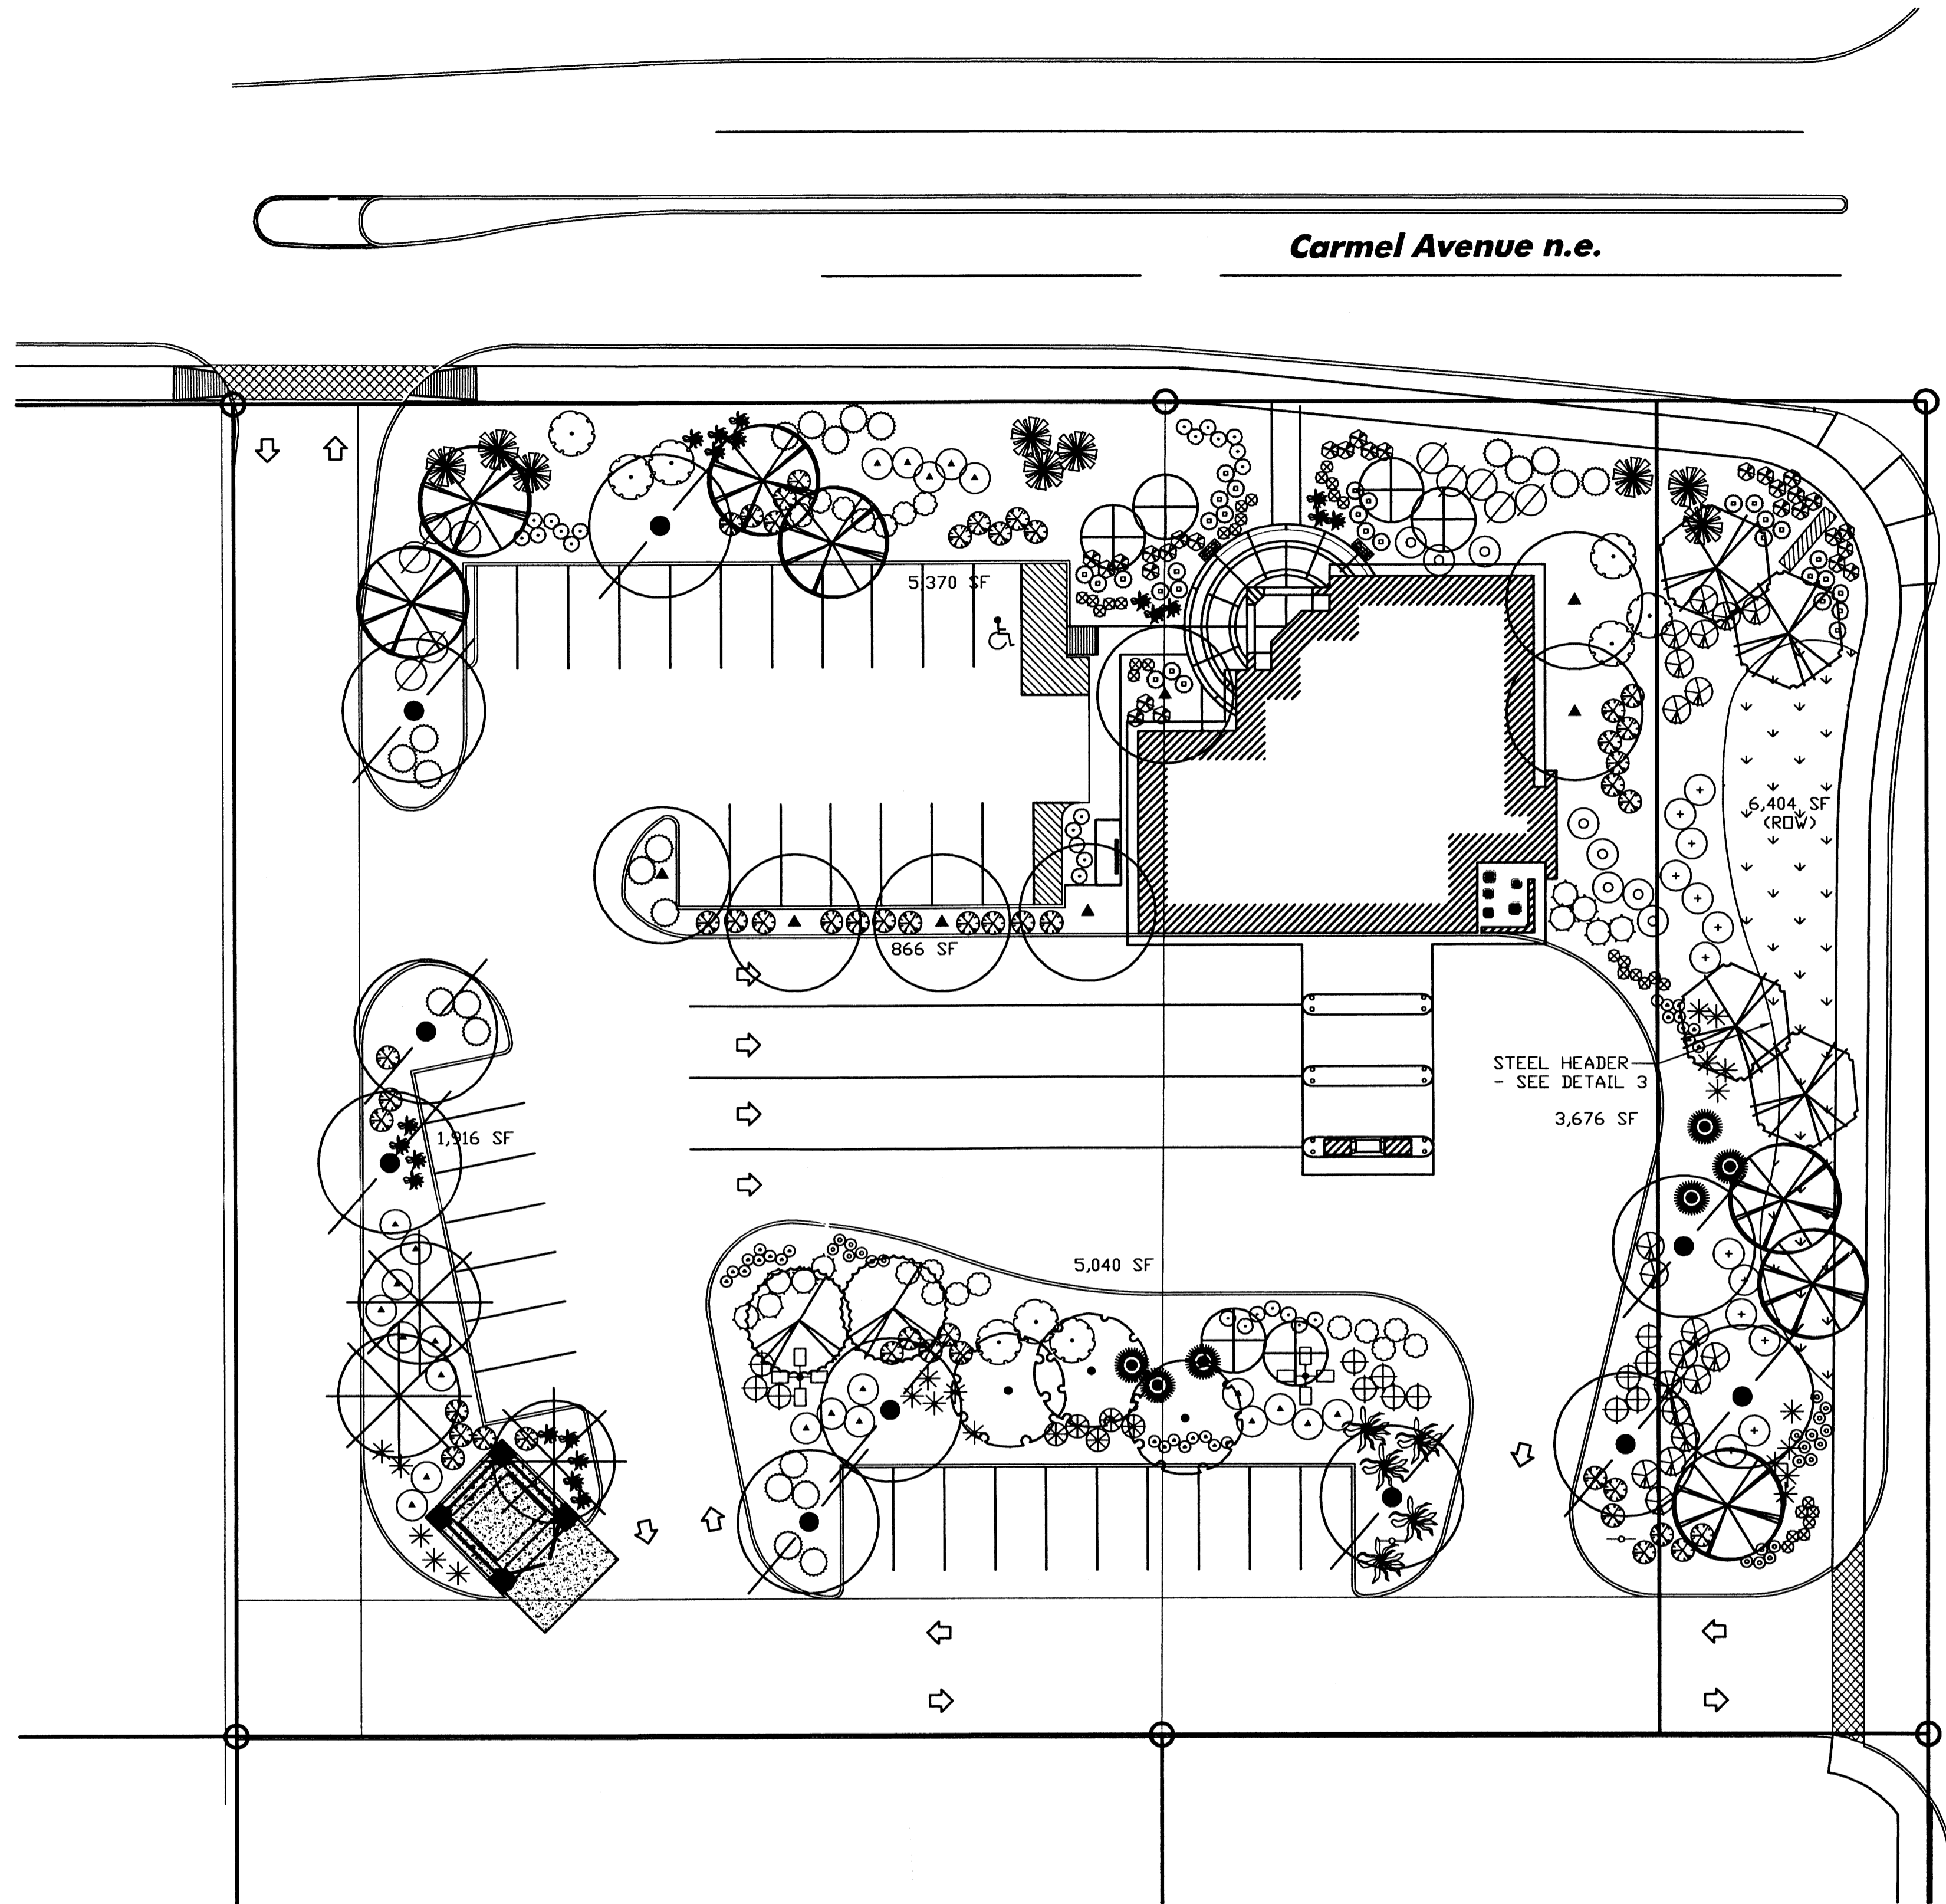 Carmel Avenue n.e.
5,370 SF
6,404 SF
(ROW)
866 SF
STEEL HEADER
- SEE DETAIL 3
3,676 SF
1,916 SF
5,040 SF